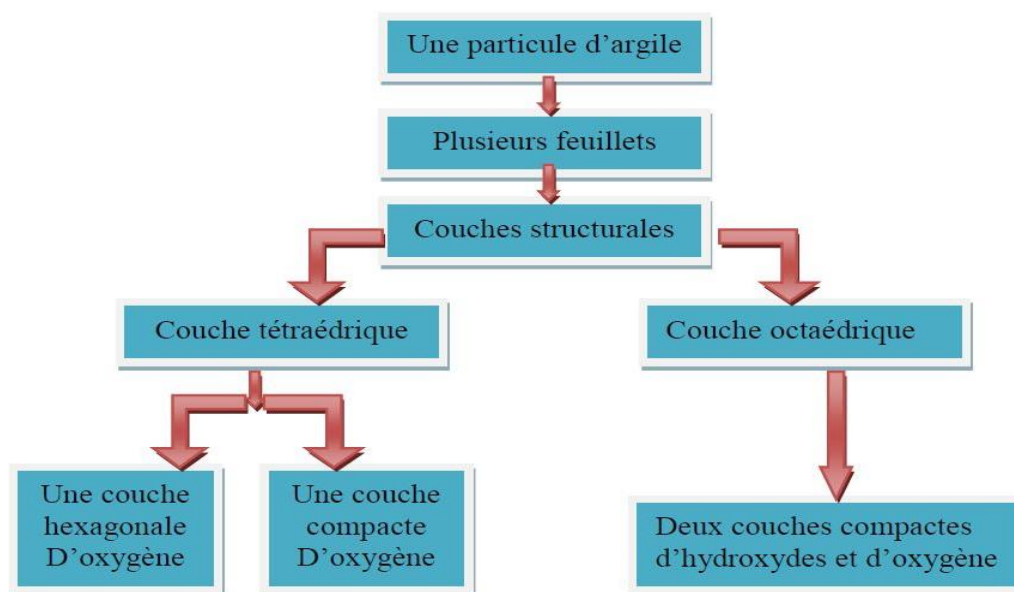 Une particule d’argile
Plusieurs feuillets
Couches structurales
Couche tétraédrique
Couche octaédrique
Une couche
hexagonale
D’oxygène
Une couche
compacte
D’oxygène
Deux couches compactes
d’hydroxydes et d’oxygène